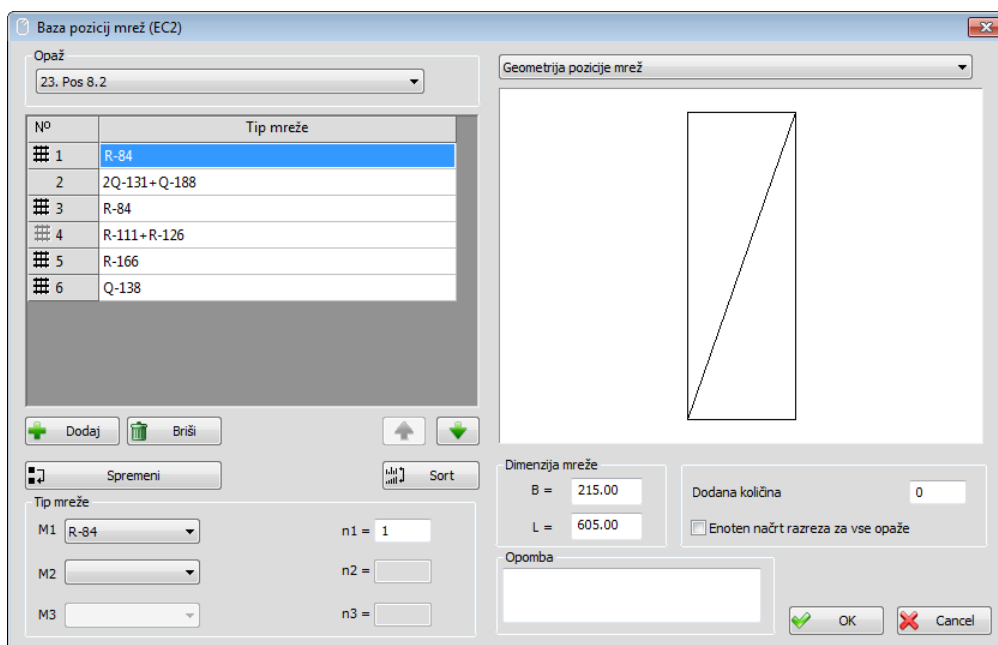 Baza pozicij mrež (EC2)
Opaž
23. Pos 8.2
Nº Tip mreže
1 R-84
2 2Q-131+Q-188
3 R-84
4 R-111+R-126
5 R-166
6 Q-138
Dodaj Briši
Spremeni Sort
Tip mreže
M1 R-84 n1 = 1
M2 n2 =
M3 n3 =
Geometrija pozicije mrež
Dimenzija mreže
B = 215.00
L = 605.00
Dodana količina 0
Enoten načrt razreza za vse opaže
Opomba
OK Cancel